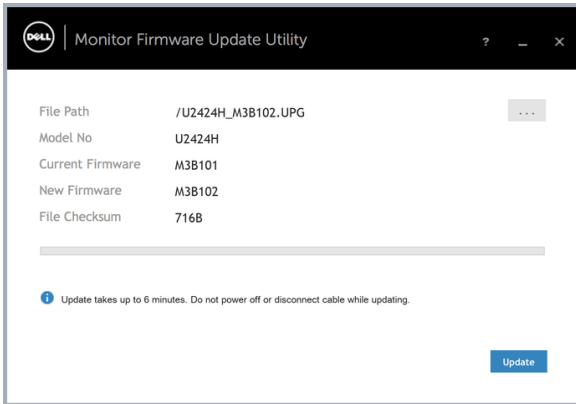 DELL Monitor Firmware Update Utility ? _ ×
File Path /U2424H_M3B102.UPG ...
Model No U2424H
Current Firmware M3B101
New Firmware M3B102
File Checksum 716B
i Update takes up to 6 minutes. Do not power off or disconnect cable while updating.
Update